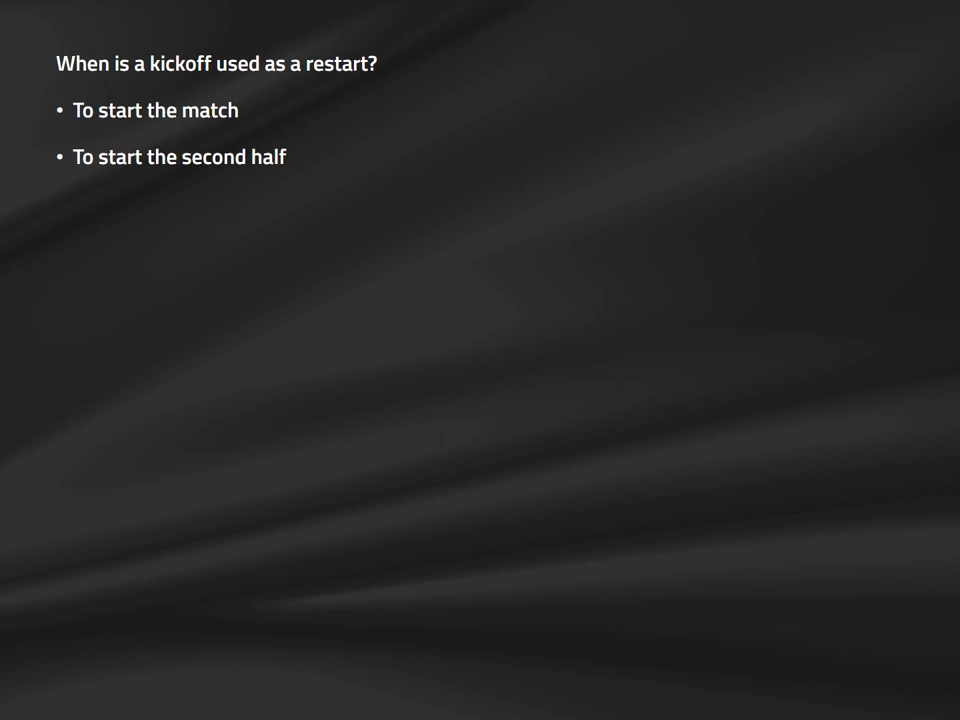 When is a kickoff used as a restart?
• To start the match
• To start the second half